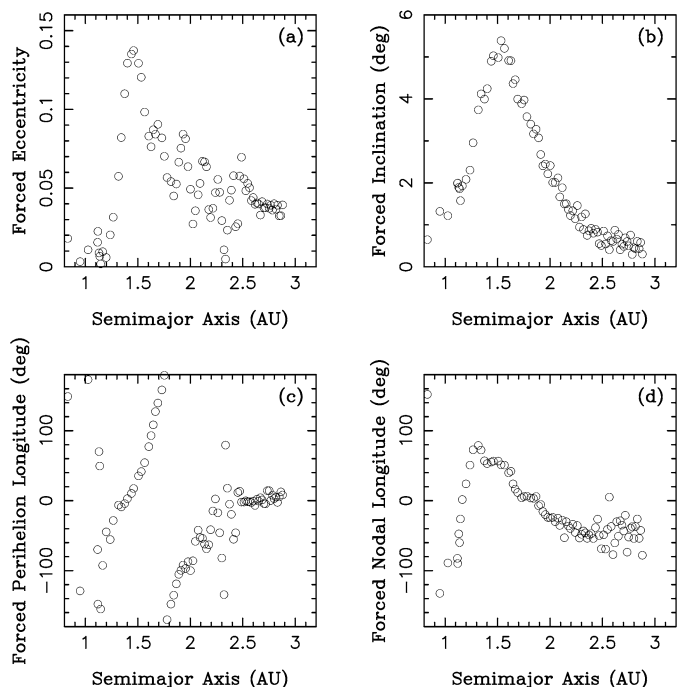 (a)
0.15
0.1
0.05
0
Forced Eccentricity
1 1.5 2 2.5 3
Semimajor Axis (AU)
(b)
6
4
2
0
Forced Inclination (deg)
1 1.5 2 2.5 3
Semimajor Axis (AU)
(c)
100
0
−100
Forced Perihelion Longitude (deg)
1 1.5 2 2.5 3
Semimajor Axis (AU)
(d)
100
0
−100
Forced Nodal Longitude (deg)
1 1.5 2 2.5 3
Semimajor Axis (AU)